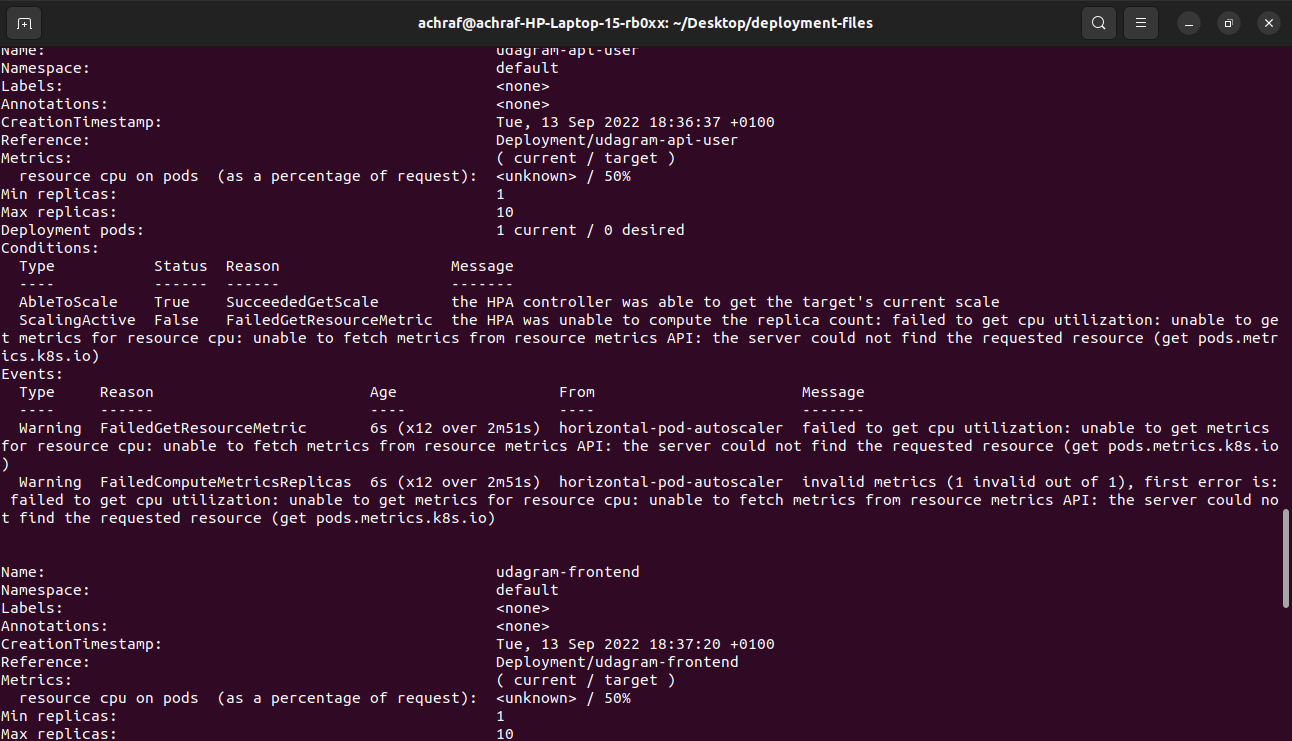 achraf@achraf-HP-Laptop-15-rb0xx: ~/Desktop/deployment-files
Name:                                                  udagram-api-user
Namespace:                                             default
Labels:                                                <none>
Annotations:                                           <none>
CreationTimestamp:                                     Tue, 13 Sep 2022 18:36:37 +0100
Reference:                                             Deployment/udagram-api-user
Metrics:                                               ( current / target )
  resource cpu on pods  (as a percentage of request):  <unknown> / 50%
Min replicas:                                          1
Max replicas:                                          10
Deployment pods:                                       1 current / 0 desired
Conditions:
  Type           Status  Reason                   Message
  ----           ------  ------                   -------
  AbleToScale    True    SucceededGetScale        the HPA controller was able to get the target's current scale
  ScalingActive  False   FailedGetResourceMetric  the HPA was unable to compute the replica count: failed to get cpu utilization: unable to ge
t metrics for resource cpu: unable to fetch metrics from resource metrics API: the server could not find the requested resource (get pods.metr
ics.k8s.io)
Events:
  Type     Reason                        Age                  From                       Message
  ----     ------                        ----                 ----                       -------
  Warning  FailedGetResourceMetric       6s (x12 over 2m51s)  horizontal-pod-autoscaler  failed to get cpu utilization: unable to get metrics
for resource cpu: unable to fetch metrics from resource metrics API: the server could not find the requested resource (get pods.metrics.k8s.io
)
  Warning  FailedComputeMetricsReplicas  6s (x12 over 2m51s)  horizontal-pod-autoscaler  invalid metrics (1 invalid out of 1), first error is:
 failed to get cpu utilization: unable to get metrics for resource cpu: unable to fetch metrics from resource metrics API: the server could no
t find the requested resource (get pods.metrics.k8s.io)
Name:                                                  udagram-frontend
Namespace:                                             default
Labels:                                                <none>
Annotations:                                           <none>
CreationTimestamp:                                     Tue, 13 Sep 2022 18:37:20 +0100
Reference:                                             Deployment/udagram-frontend
Metrics:                                               ( current / target )
  resource cpu on pods  (as a percentage of request):  <unknown> / 50%
Min replicas:                                          1
Max replicas:                                          10